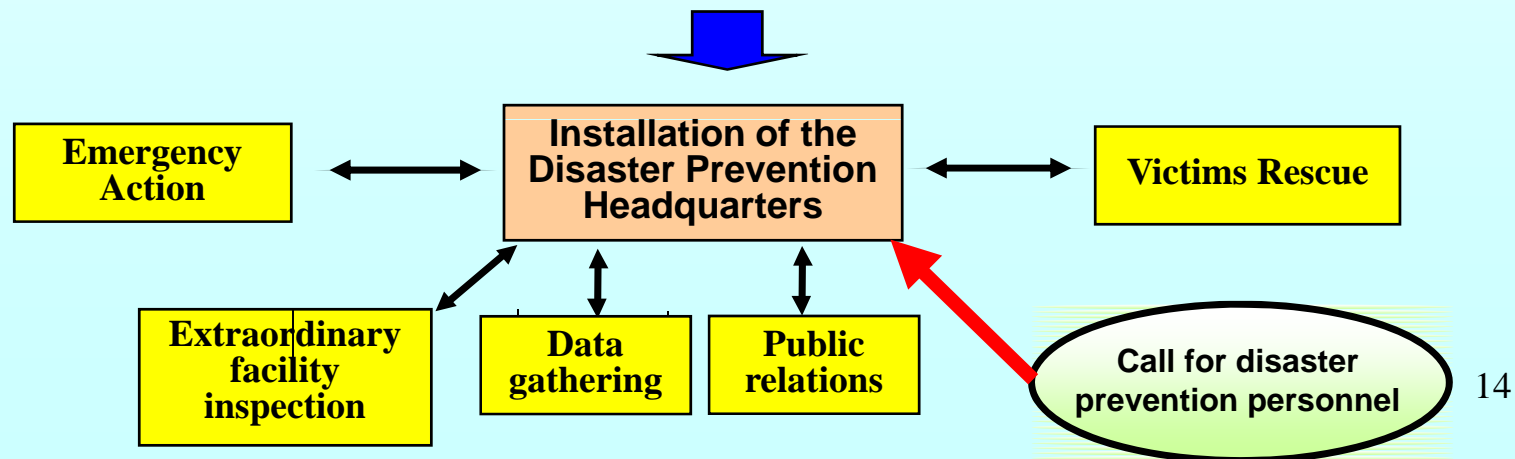 Emergency
Action
Installation of the
Disaster Prevention
Headquarters
Victims Rescue
Extraordinary
facility
inspection
Data
gathering
Public
relations
Call for disaster
prevention personnel
14